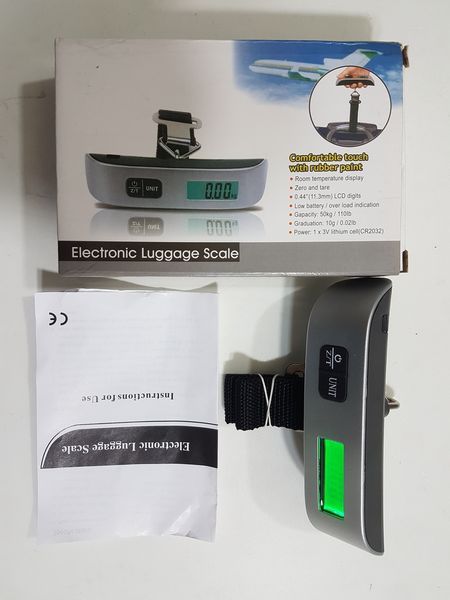 Comfortable touch
with rubber paint
Room temperature display
Zero and tare
0.44"(11.3mm) LCD digits
Low battery / over load indication
Capacity: 50kg / 110lb
Graduation: 10g / 0.02lb
Power: 1 x 3V lithium cell(CR2032)
Z/T
UNIT
0.00
Electronic Luggage Scale
Z/T
UNIT
Electronic Luggage Scale
Instructions for Use
CE